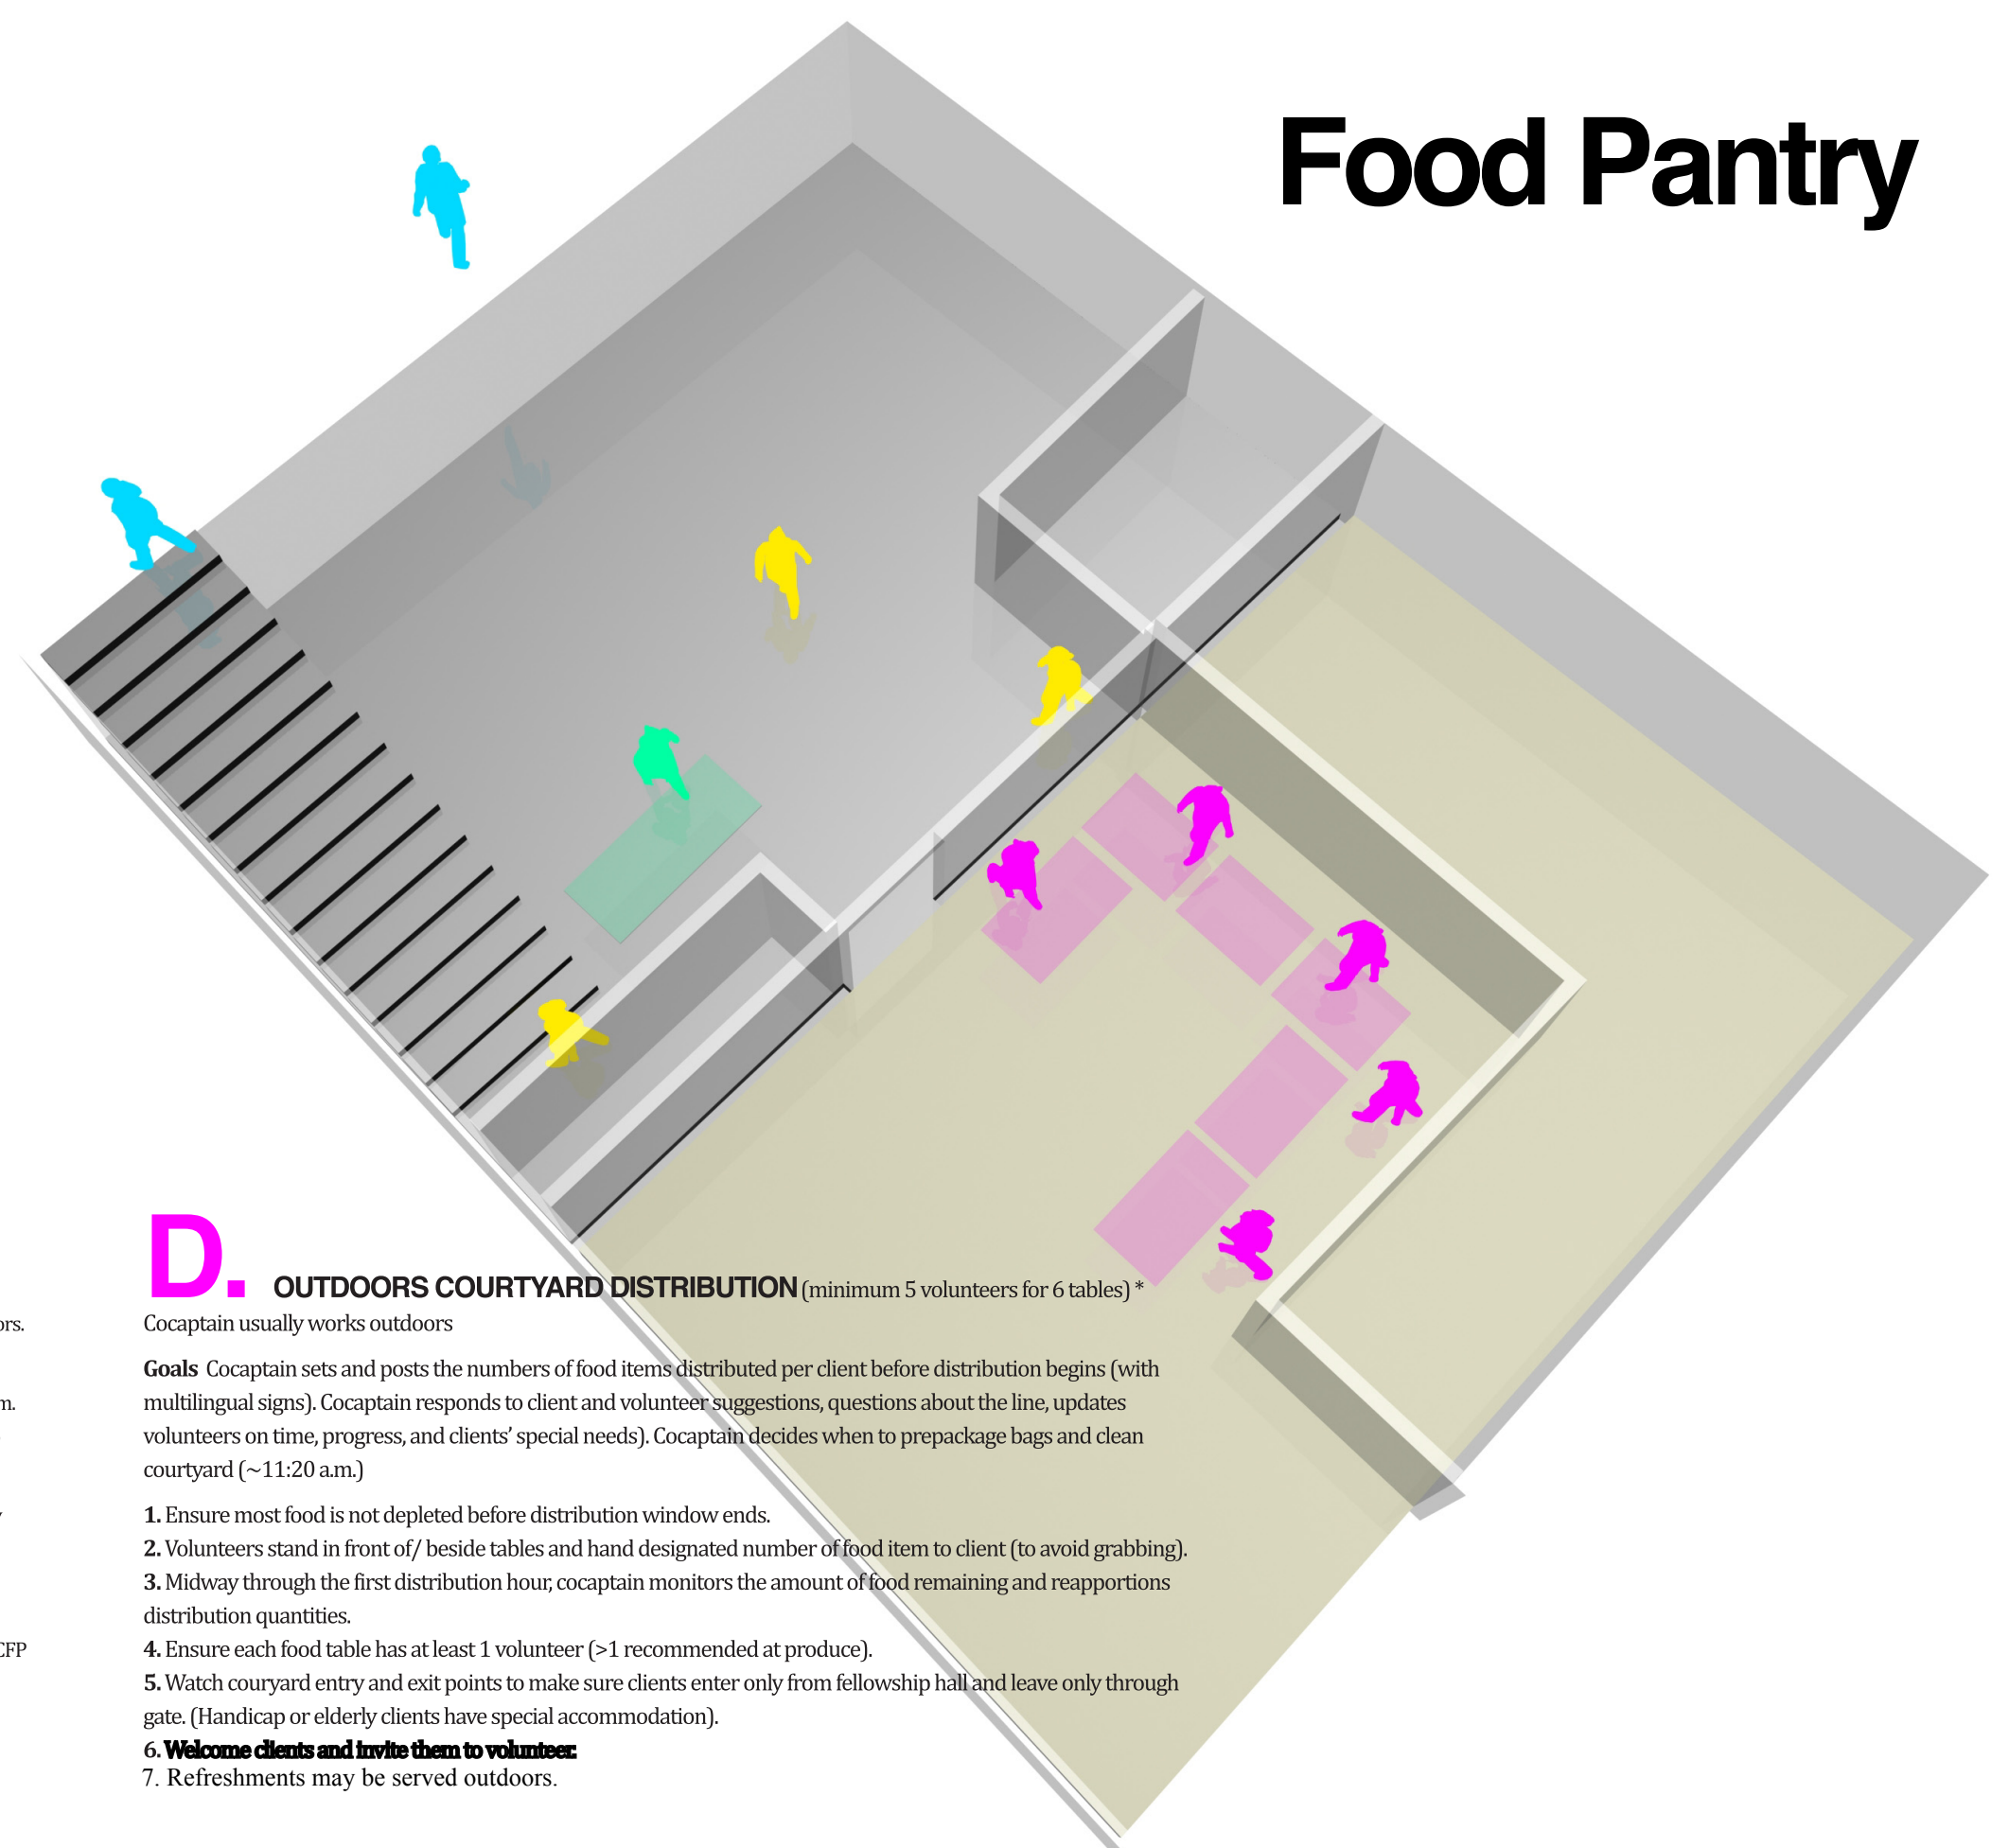 Food Pantry
D. OUTDOORS COURTYARD DISTRIBUTION (minimum 5 volunteers for 6 tables) *
ors.
Cocaptain usually works outdoors
Goals Cocaptain sets and posts the numbers of food items distributed per client before distribution begins (with
m.
multilingual signs). Cocaptain responds to client and volunteer suggestions, questions about the line, updates
volunteers on time, progress, and clients' special needs). Cocaptain decides when to prepackage bags and clean
courtyard (~11:20 a.m.)
1. Ensure most food is not depleted before distribution window ends.
2. Volunteers stand in front of/ beside tables and hand designated number of food item to client (to avoid grabbing).
3. Midway through the first distribution hour, cocaptain monitors the amount of food remaining and reapportions
distribution quantities.
CFP
4. Ensure each food table has at least 1 volunteer (>1 recommended at produce).
5. Watch couryard entry and exit points to make sure clients enter only from fellowship hall and leave only through
gate. (Handicap or elderly clients have special accommodation).
6. Welcome clients and invite them to volunteer.
7. Refreshments may be served outdoors.